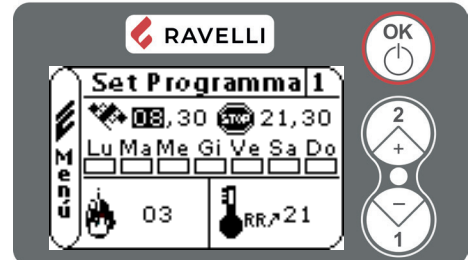 RAVELLI
OK
Set Programma 1
08,30 STOP 21,30
Lu Ma Me Gi Ve Sa Do
Menú
03
RR 21
2
+
−
1